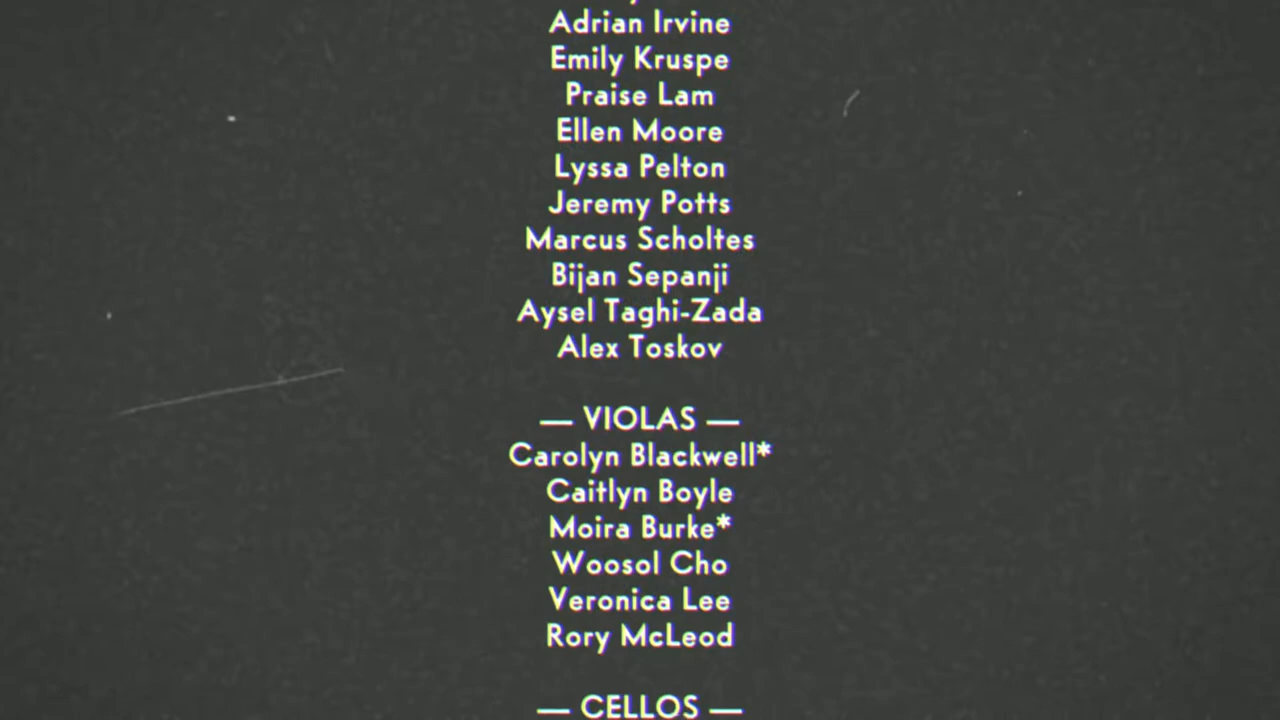 Adrian Irvine
Emily Kruspe
Praise Lam
Ellen Moore
Lyssa Pelton
Jeremy Potts
Marcus Scholtes
Bijan Sepanji
Aysel Taghi-Zada
Alex Toskov
— VIOLAS —
Carolyn Blackwell*
Caitlyn Boyle
Moira Burke*
Woosol Cho
Veronica Lee
Rory McLeod
— CELLOS —